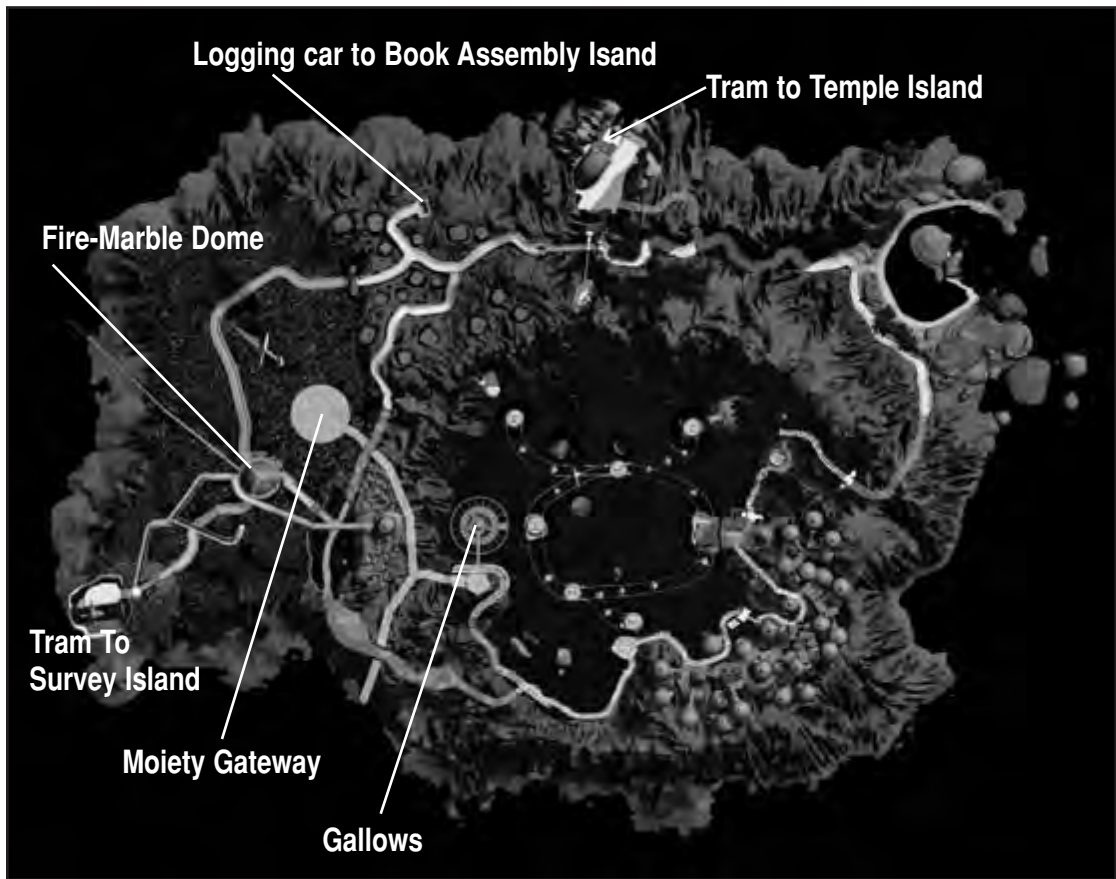 Logging car to Book Assembly Isand
Tram to Temple Island
Fire-Marble Dome
Tram To
Survey Island
Moiety Gateway
Gallows